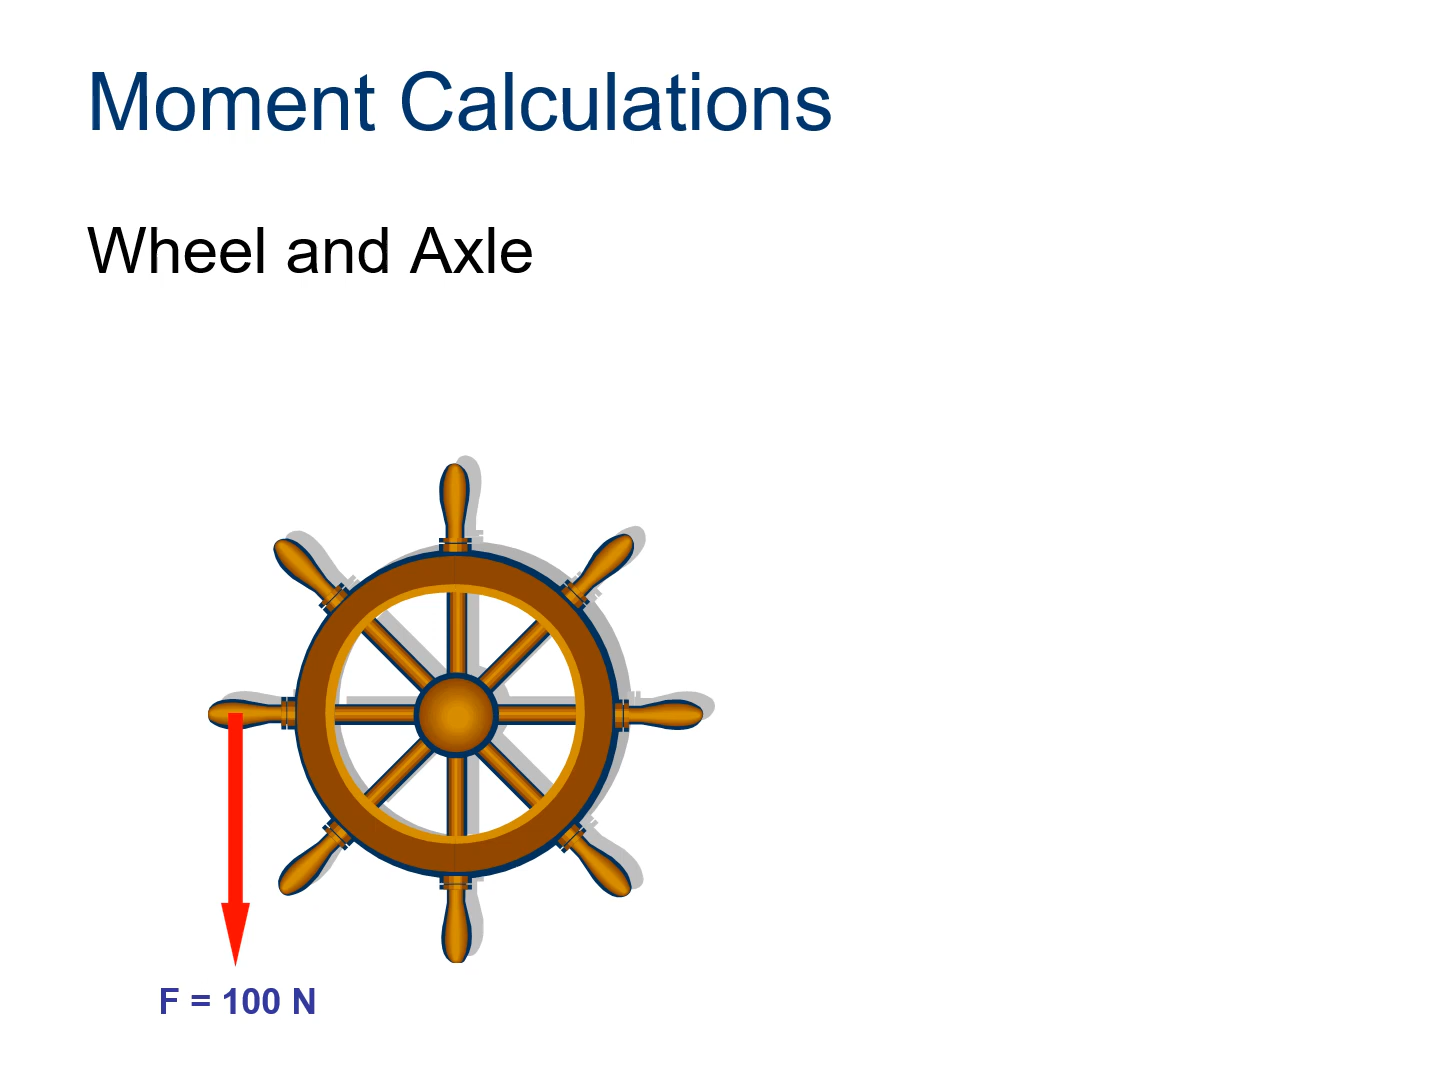 Moment Calculations
Wheel and Axle
F = 100 N